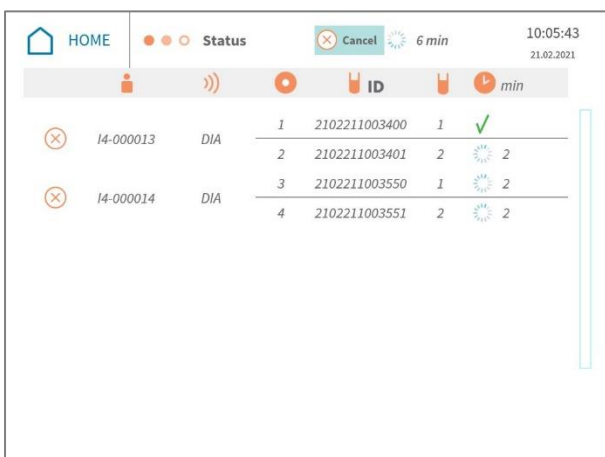 HOME Status Cancel 6 min 10:05:43
21.02.2021
ID min
1 2102211003400 1
I4-000013 DIA
2 2102211003401 2 2
3 2102211003550 1 2
I4-000014 DIA
4 2102211003551 2 2